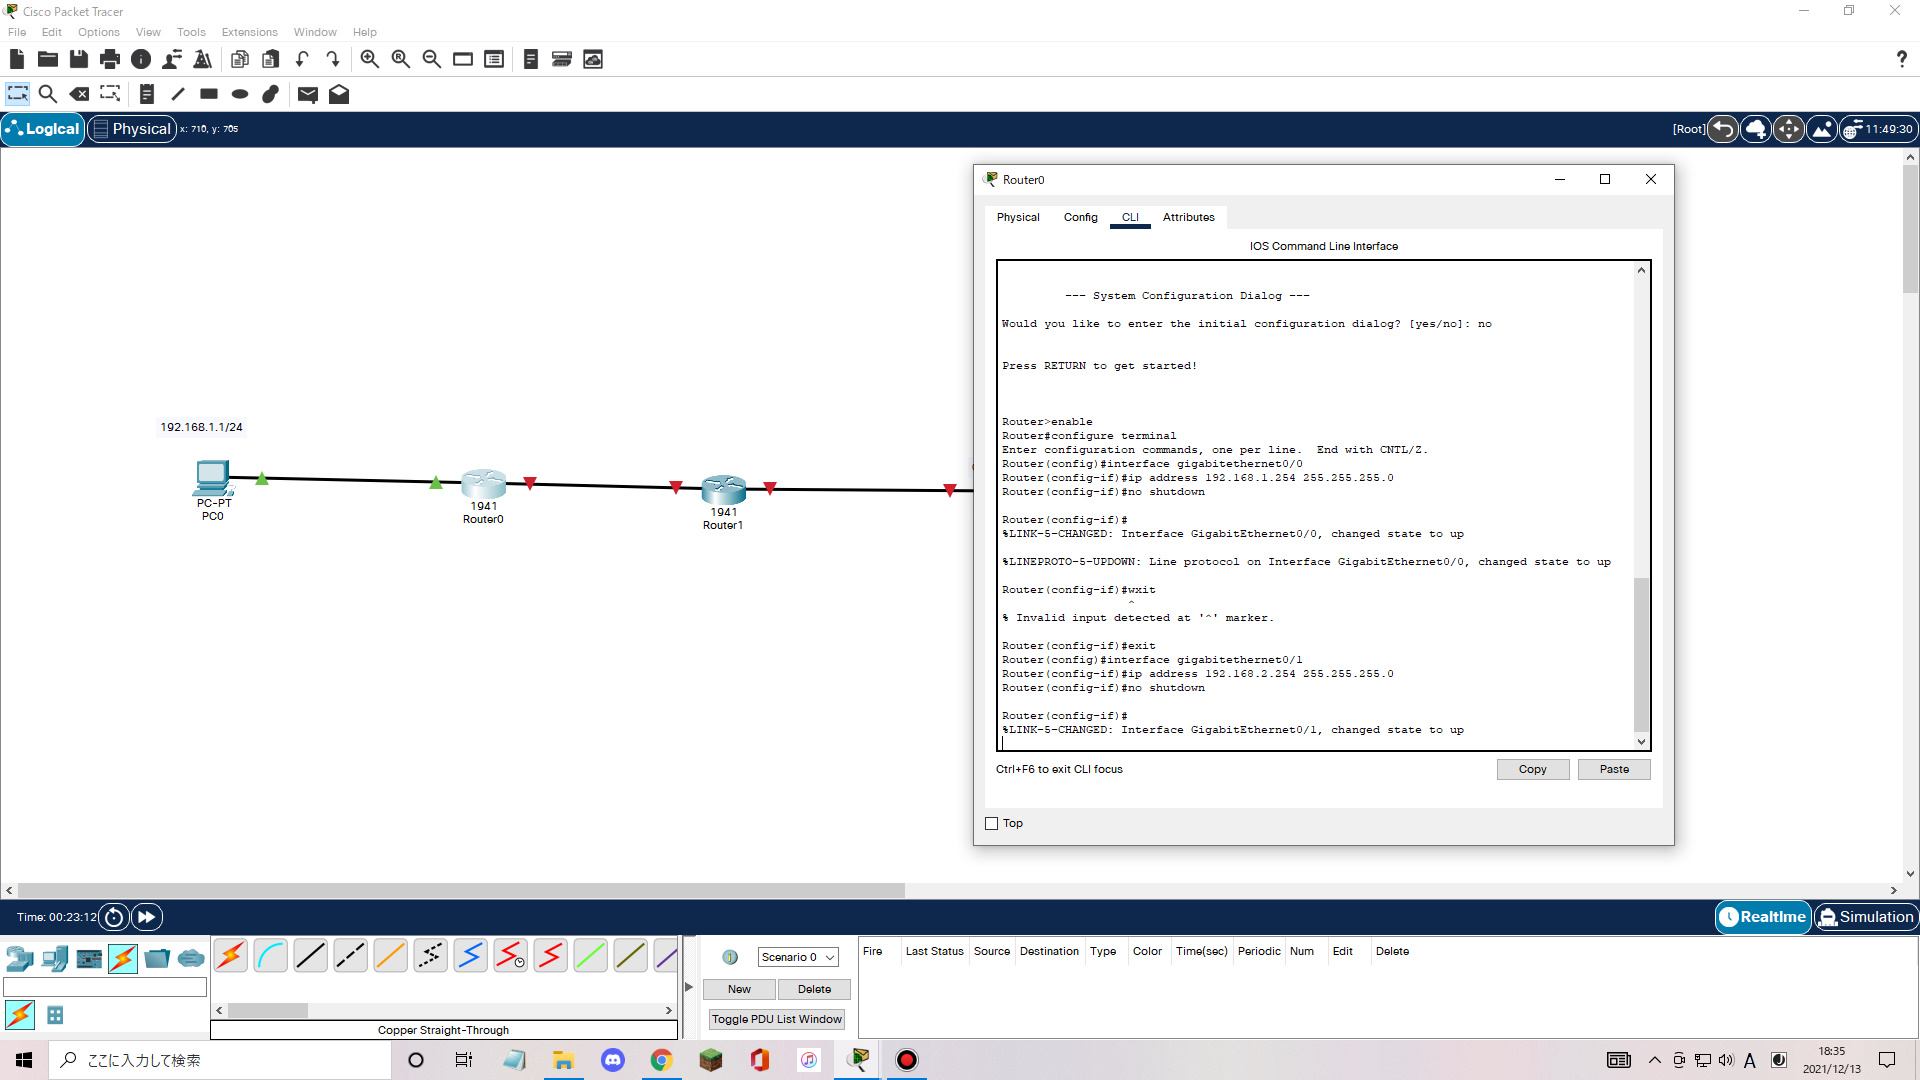 Cisco Packet Tracer
File Edit Options View Tools Extensions Window Help
Logical Physical x: 710, y: 705 [Root] 11:49:30
Router0
Physical Config CLI Attributes
IOS Command Line Interface
--- System Configuration Dialog ---
Would you like to enter the initial configuration dialog? [yes/no]: no
Press RETURN to get started!
Router>enable
Router#configure terminal
Enter configuration commands, one per line.  End with CNTL/Z.
Router(config)#interface gigabitethernet0/0
Router(config-if)#ip address 192.168.1.254 255.255.255.0
Router(config-if)#no shutdown
Router(config-if)#
%LINK-5-CHANGED: Interface GigabitEthernet0/0, changed state to up
%LINEPROTO-5-UPDOWN: Line protocol on Interface GigabitEthernet0/0, changed state to up
Router(config-if)#wxit
^
% Invalid input detected at '^' marker.
Router(config-if)#exit
Router(config)#interface gigabitethernet0/1
Router(config-if)#ip address 192.168.2.254 255.255.255.0
Router(config-if)#no shutdown
Router(config-if)#
%LINK-5-CHANGED: Interface GigabitEthernet0/1, changed state to up
Ctrl+F6 to exit CLI focus
Copy Paste
Top
192.168.1.1/24
PC-PT
PC0
1941
Router0
1941
Router1
Time: 00:23:12
Realtime Simulation
Scenario 0
New Delete
Toggle PDU List Window
Fire Last Status Source Destination Type Color Time(sec) Periodic Num Edit Delete
Copper Straight-Through
ここに入力して検索
A
18:35
2021/12/13